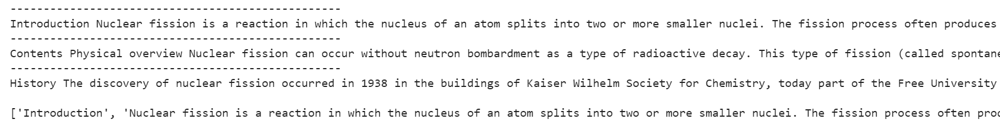 --------------------------------------------------
Introduction Nuclear fission is a reaction in which the nucleus of an atom splits into two or more smaller nuclei. The fission process often produces
--------------------------------------------------
Contents Physical overview Nuclear fission can occur without neutron bombardment as a type of radioactive decay. This type of fission (called spontane
--------------------------------------------------
History The discovery of nuclear fission occurred in 1938 in the buildings of Kaiser Wilhelm Society for Chemistry, today part of the Free University
['Introduction', 'Nuclear fission is a reaction in which the nucleus of an atom splits into two or more smaller nuclei. The fission process often proc